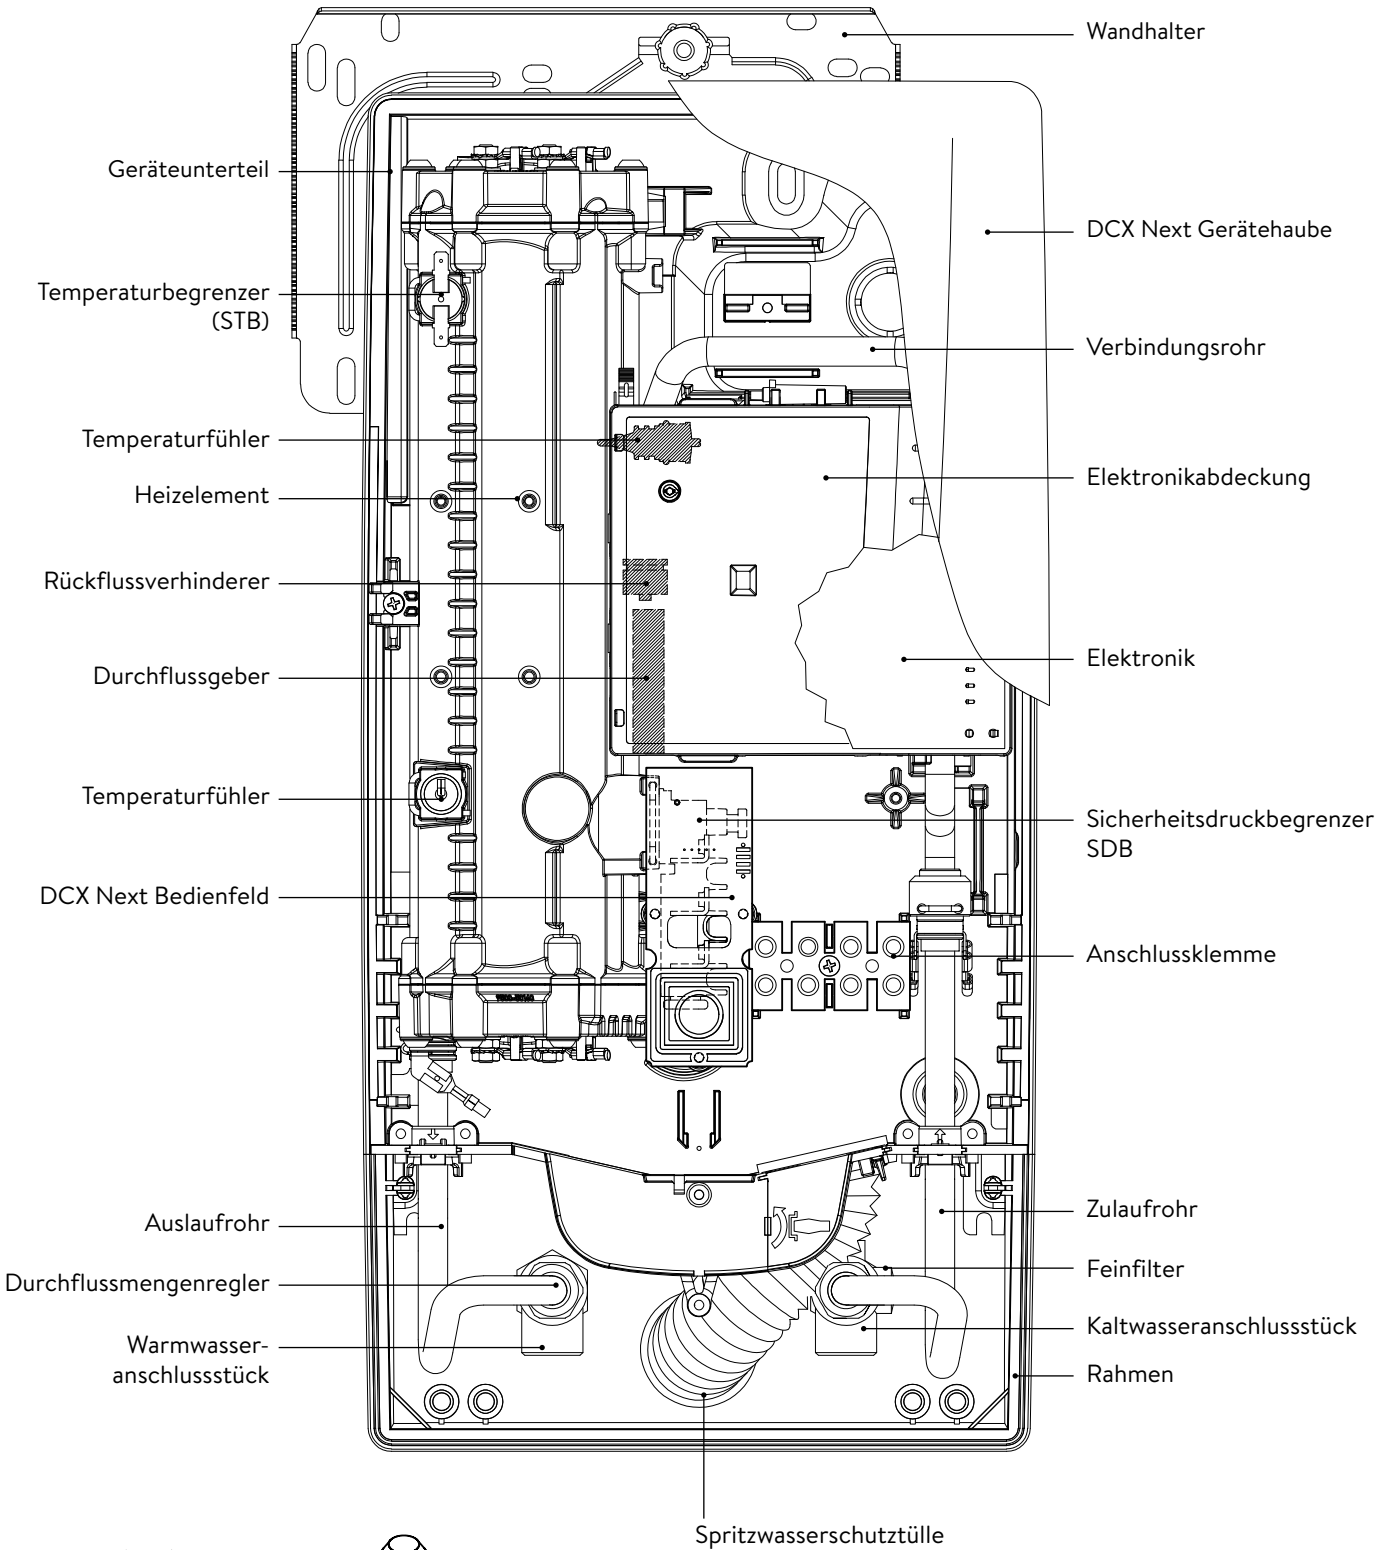 Wandhalter
Geräteunterteil
DCX Next Gerätehaube
Temperaturbegrenzer
(STB)
Verbindungsrohr
Temperaturfühler
Elektronikabdeckung
Heizelement
Rückflussverhinderer
Elektronik
Durchflussgeber
Temperaturfühler
Sicherheitsdruckbegrenzer
SDB
DCX Next Bedienfeld
Anschlussklemme
Auslaufrohr
Zulaufrohr
Durchflussmengenregler
Feinfilter
Kaltwasseranschlussstück
Warmwasser-
anschlussstück
Rahmen
Spritzwasserschutztülle